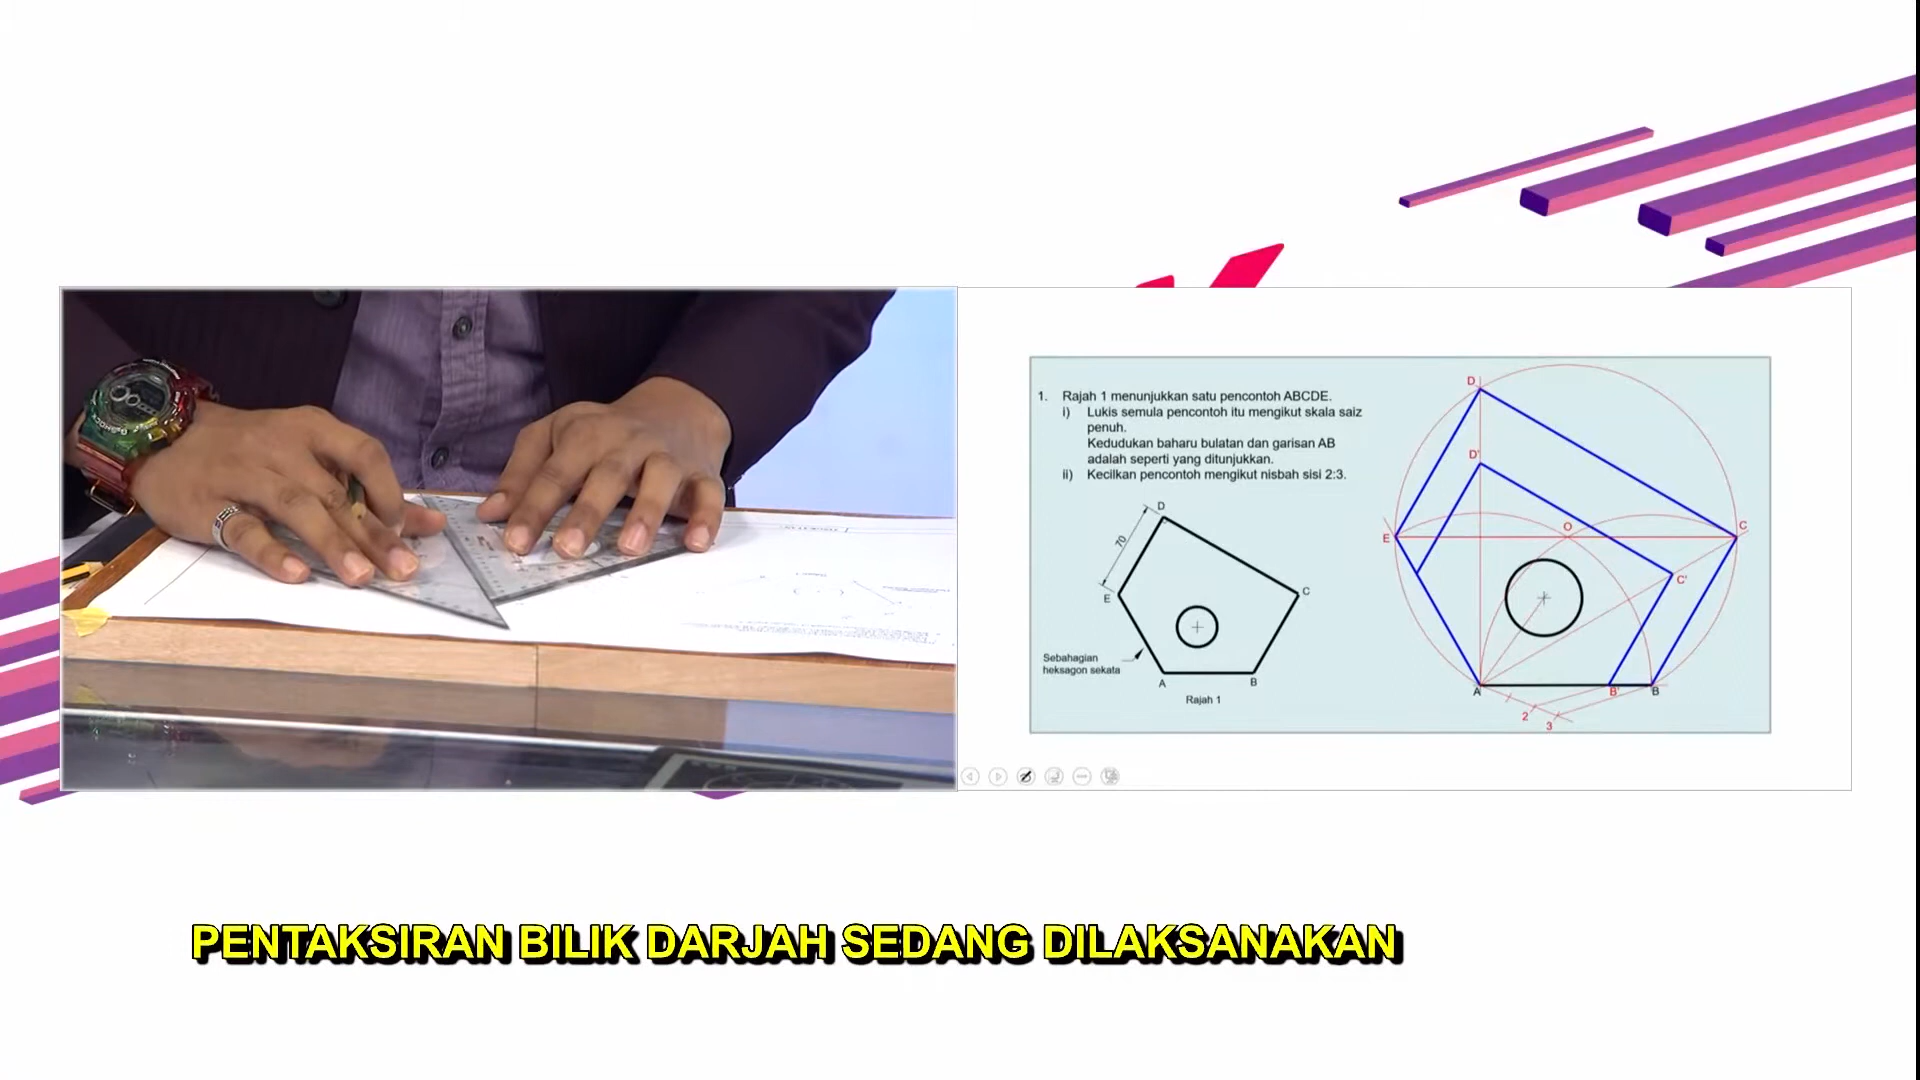 1. Rajah 1 menunjukkan satu pencontoh ABCDE.
i) Lukis semula pencontoh itu mengikut skala saiz
penuh.
Kedudukan baharu bulatan dan garisan AB
adalah seperti yang ditunjukkan.
ii) Kecilkan pencontoh mengikut nisbah sisi 2:3.
D
70
E
C
Sebahagian
heksagon sekata
A
B
Rajah 1
D
D'
O
C
E
C'
A
B'
B
2
3
G-SHOCK
PENTAKSIRAN BILIK DARJAH SEDANG DILAKSANAKAN